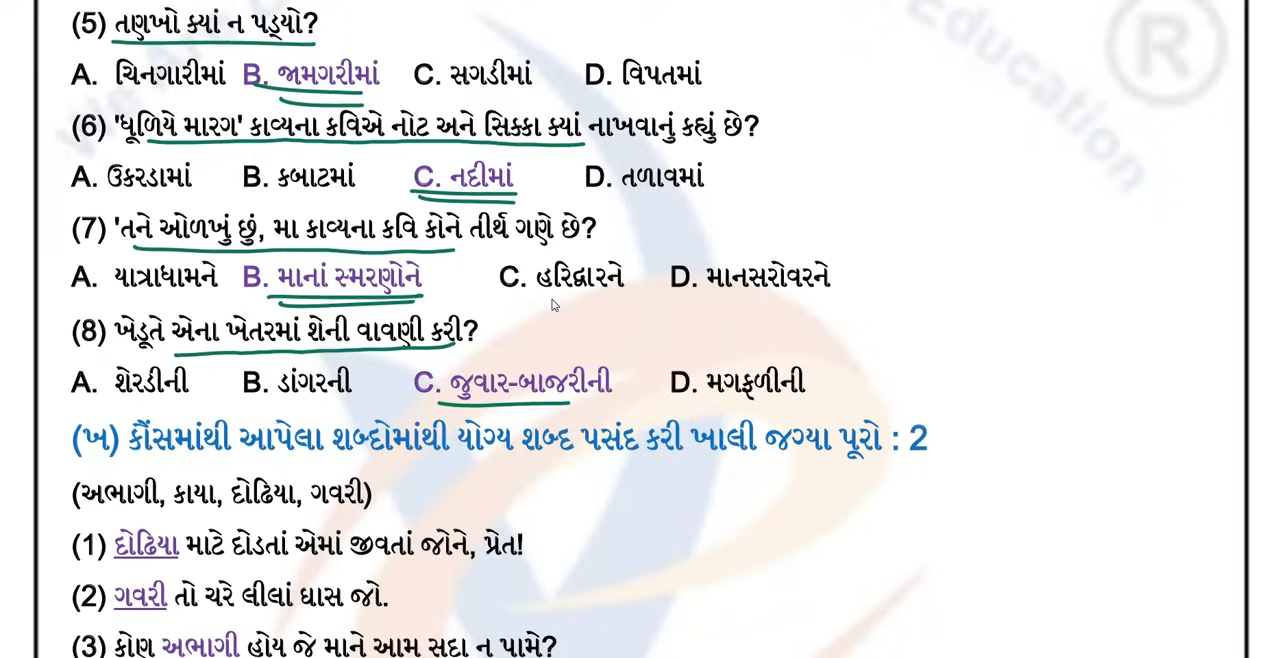 (5) તણખો ક્યાં ન પડ્યો?
A. ચિનગારીમાં B. જામગરીમાં C. સગડીમાં D. વિપતમાં
(6) 'ધૂળિયે મારગ' કાવ્યના કવિએ નોટ અને સિક્કા ક્યાં નાખવાનું કહ્યું છે?
A. ઉકરડામાં B. કબાટમાં C. નદીમાં D. તળાવમાં
(7) 'તને ઓળખું છું, મા કાવ્યના કવિ કોને તીર્થ ગણે છે?
A. યાત્રાધામને B. માનાં સ્મરણોને C. હરિદ્વારને D. માનસરોવરને
(8) ખેડૂતે એના ખેતરમાં શેની વાવણી કરી?
A. શેરડીની B. ડાંગરની C. જુવાર-બાજરીની D. મગફળીની
(ખ) કૌંસમાંથી આપેલા શબ્દોમાંથી યોગ્ય શબ્દ પસંદ કરી ખાલી જગ્યા પૂરો : 2
(અભાગી, કાયા, દોઢિયા, ગવરી)
(1) દોઢિયા માટે દોડતાં એમાં જીવતાં જોને, પ્રેત!
(2) ગવરી તો ચરે લીલાં ઘાસ જો.
(3) કોણ અભાગી હોય જે માને આમ સદા ન પામે?
Education
R